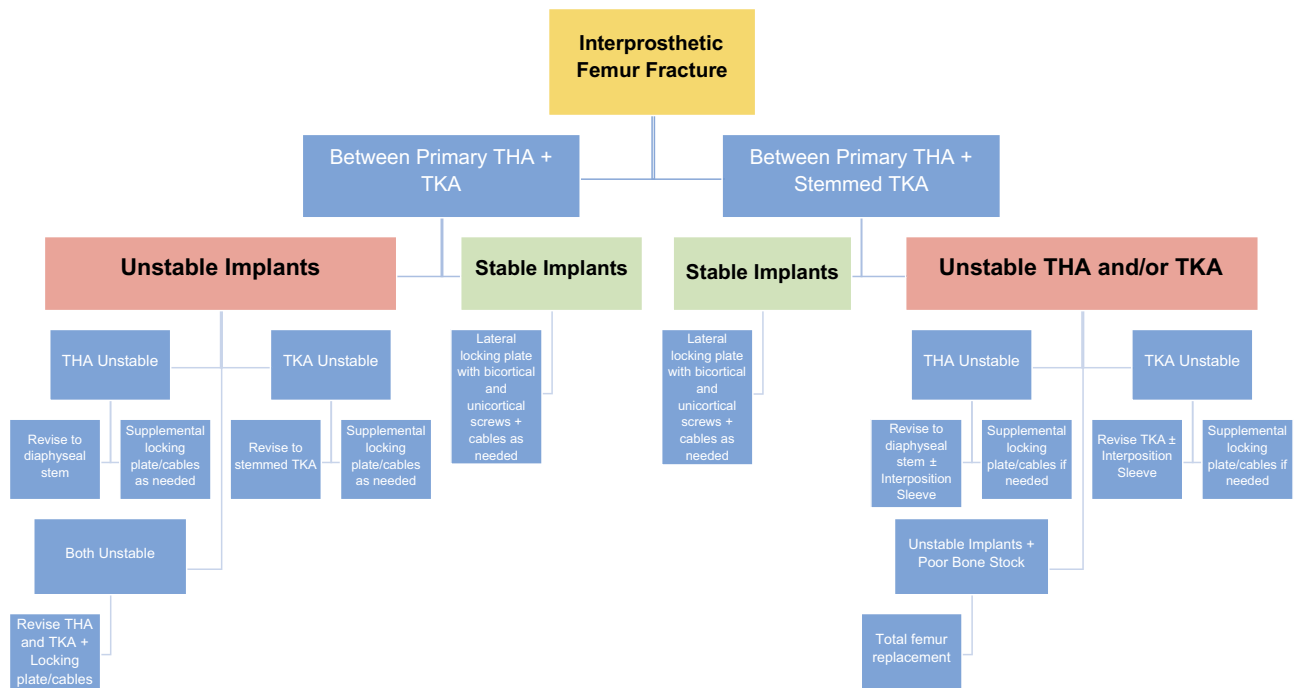 Interprosthetic
Femur Fracture
Between Primary THA +
TKA
Between Primary THA +
Stemmed TKA
Unstable Implants
Stable Implants
Stable Implants
Unstable THA and/or TKA
THA Unstable
TKA Unstable
Lateral
locking plate
with bicortical
and
unicortical
screws +
cables as
needed
Lateral
locking plate
with bicortical
and
unicortical
screws +
cables as
needed
THA Unstable
TKA Unstable
Revise to
diaphyseal
stem
Supplemental
locking
plate/cables
as needed
Revise to
stemmed TKA
Supplemental
locking
plate/cables
as needed
Revise to
diaphyseal
stem ±
Interposition
Sleeve
Supplemental
locking
plate/cables if
needed
Revise TKA ±
Interposition
Sleeve
Supplemental
locking
plate/cables if
needed
Both Unstable
Unstable Implants +
Poor Bone Stock
Revise THA
and TKA +
Locking
plate/cables
Total femur
replacement